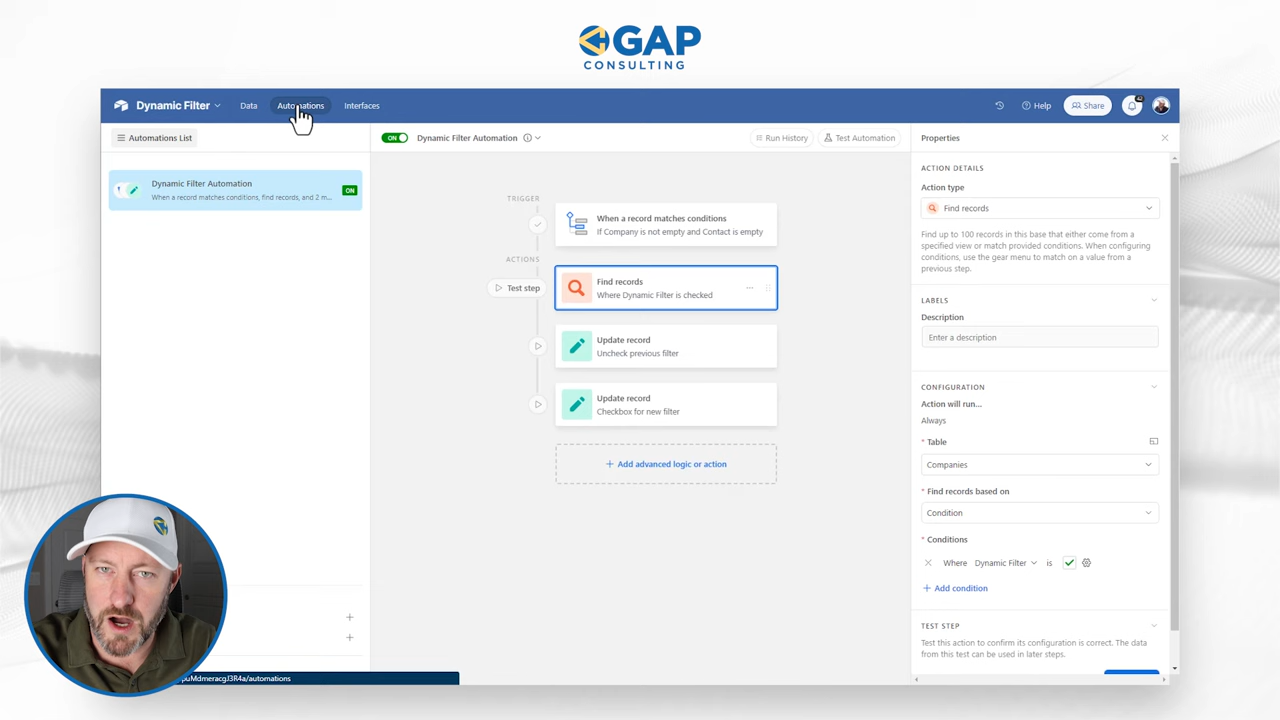 GAP
CONSULTING
Dynamic Filter
Data
Automations
Interfaces
Help
Share
42
Automations List
ON
Dynamic Filter Automation
Run History
Test Automation
Properties
Dynamic Filter Automation
When a record matches conditions, find records, and 2 m...
ON
TRIGGER
When a record matches conditions
If Company is not empty and Contact is empty
ACTIONS
Test step
Find records
Where Dynamic Filter is checked
Update record
Uncheck previous filter
Update record
Checkbox for new filter
+ Add advanced logic or action
ACTION DETAILS
Action type
Find records
Find up to 100 records in this base that either come from a
specified view or match provided conditions. When configuring
conditions, use the gear menu to match on a value from a
previous step.
LABELS
Description
Enter a description
CONFIGURATION
Action will run...
Always
* Table
Companies
* Find records based on
Condition
* Conditions
Where Dynamic Filter is
+ Add condition
TEST STEP
Test this action to confirm its configuration is correct. The data
from this test can be used in later steps.
puMdmeracgJ3R4a/automations